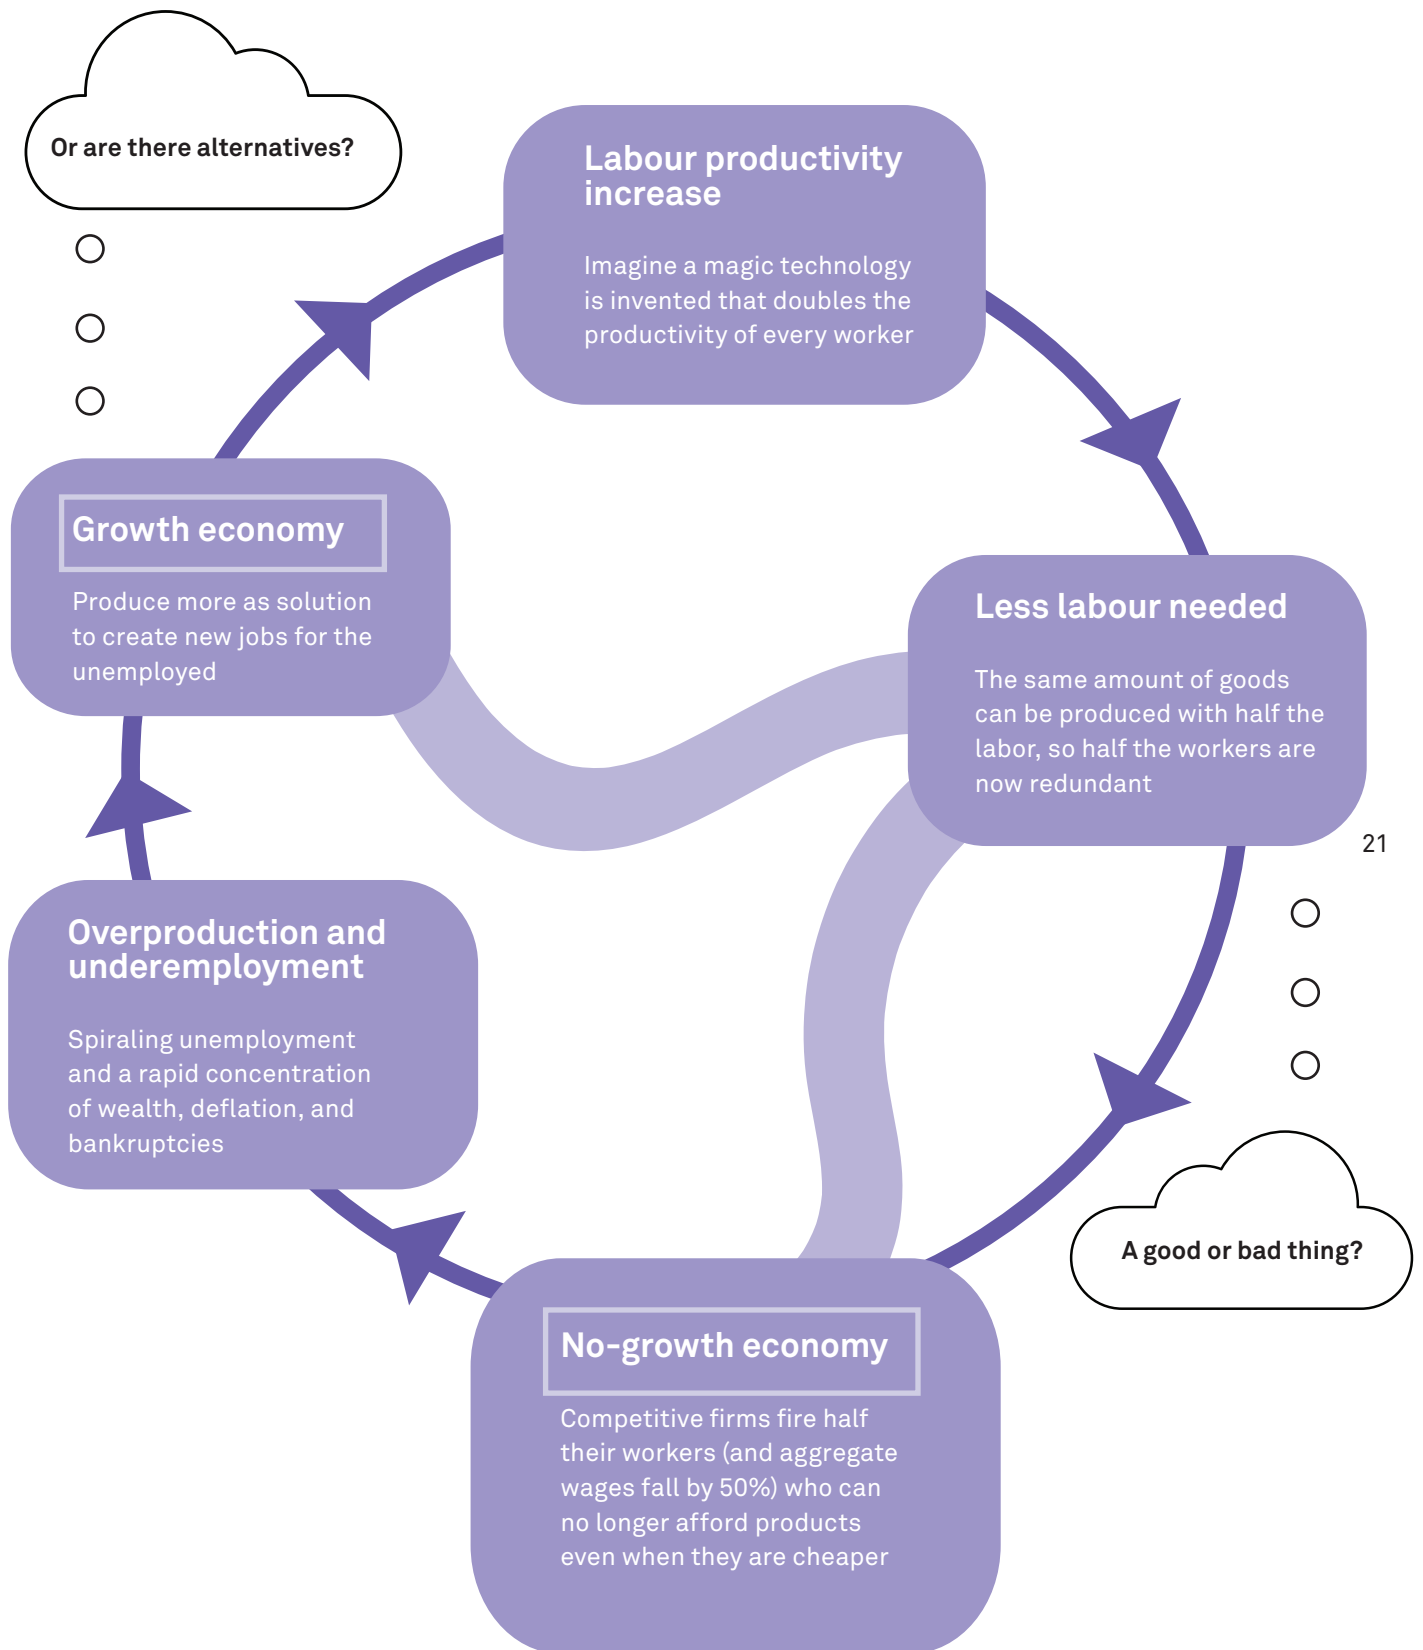 Or are there alternatives?
Labour productivity
increase
Imagine a magic technology
is invented that doubles the
productivity of every worker
Growth economy
Produce more as solution
to create new jobs for the
unemployed
Less labour needed
The same amount of goods
can be produced with half the
labor, so half the workers are
now redundant
21
Overproduction and
underemployment
Spiraling unemployment
and a rapid concentration
of wealth, deflation, and
bankruptcies
A good or bad thing?
No-growth economy
Competitive firms fire half
their workers (and aggregate
wages fall by 50%) who can
no longer afford products
even when they are cheaper